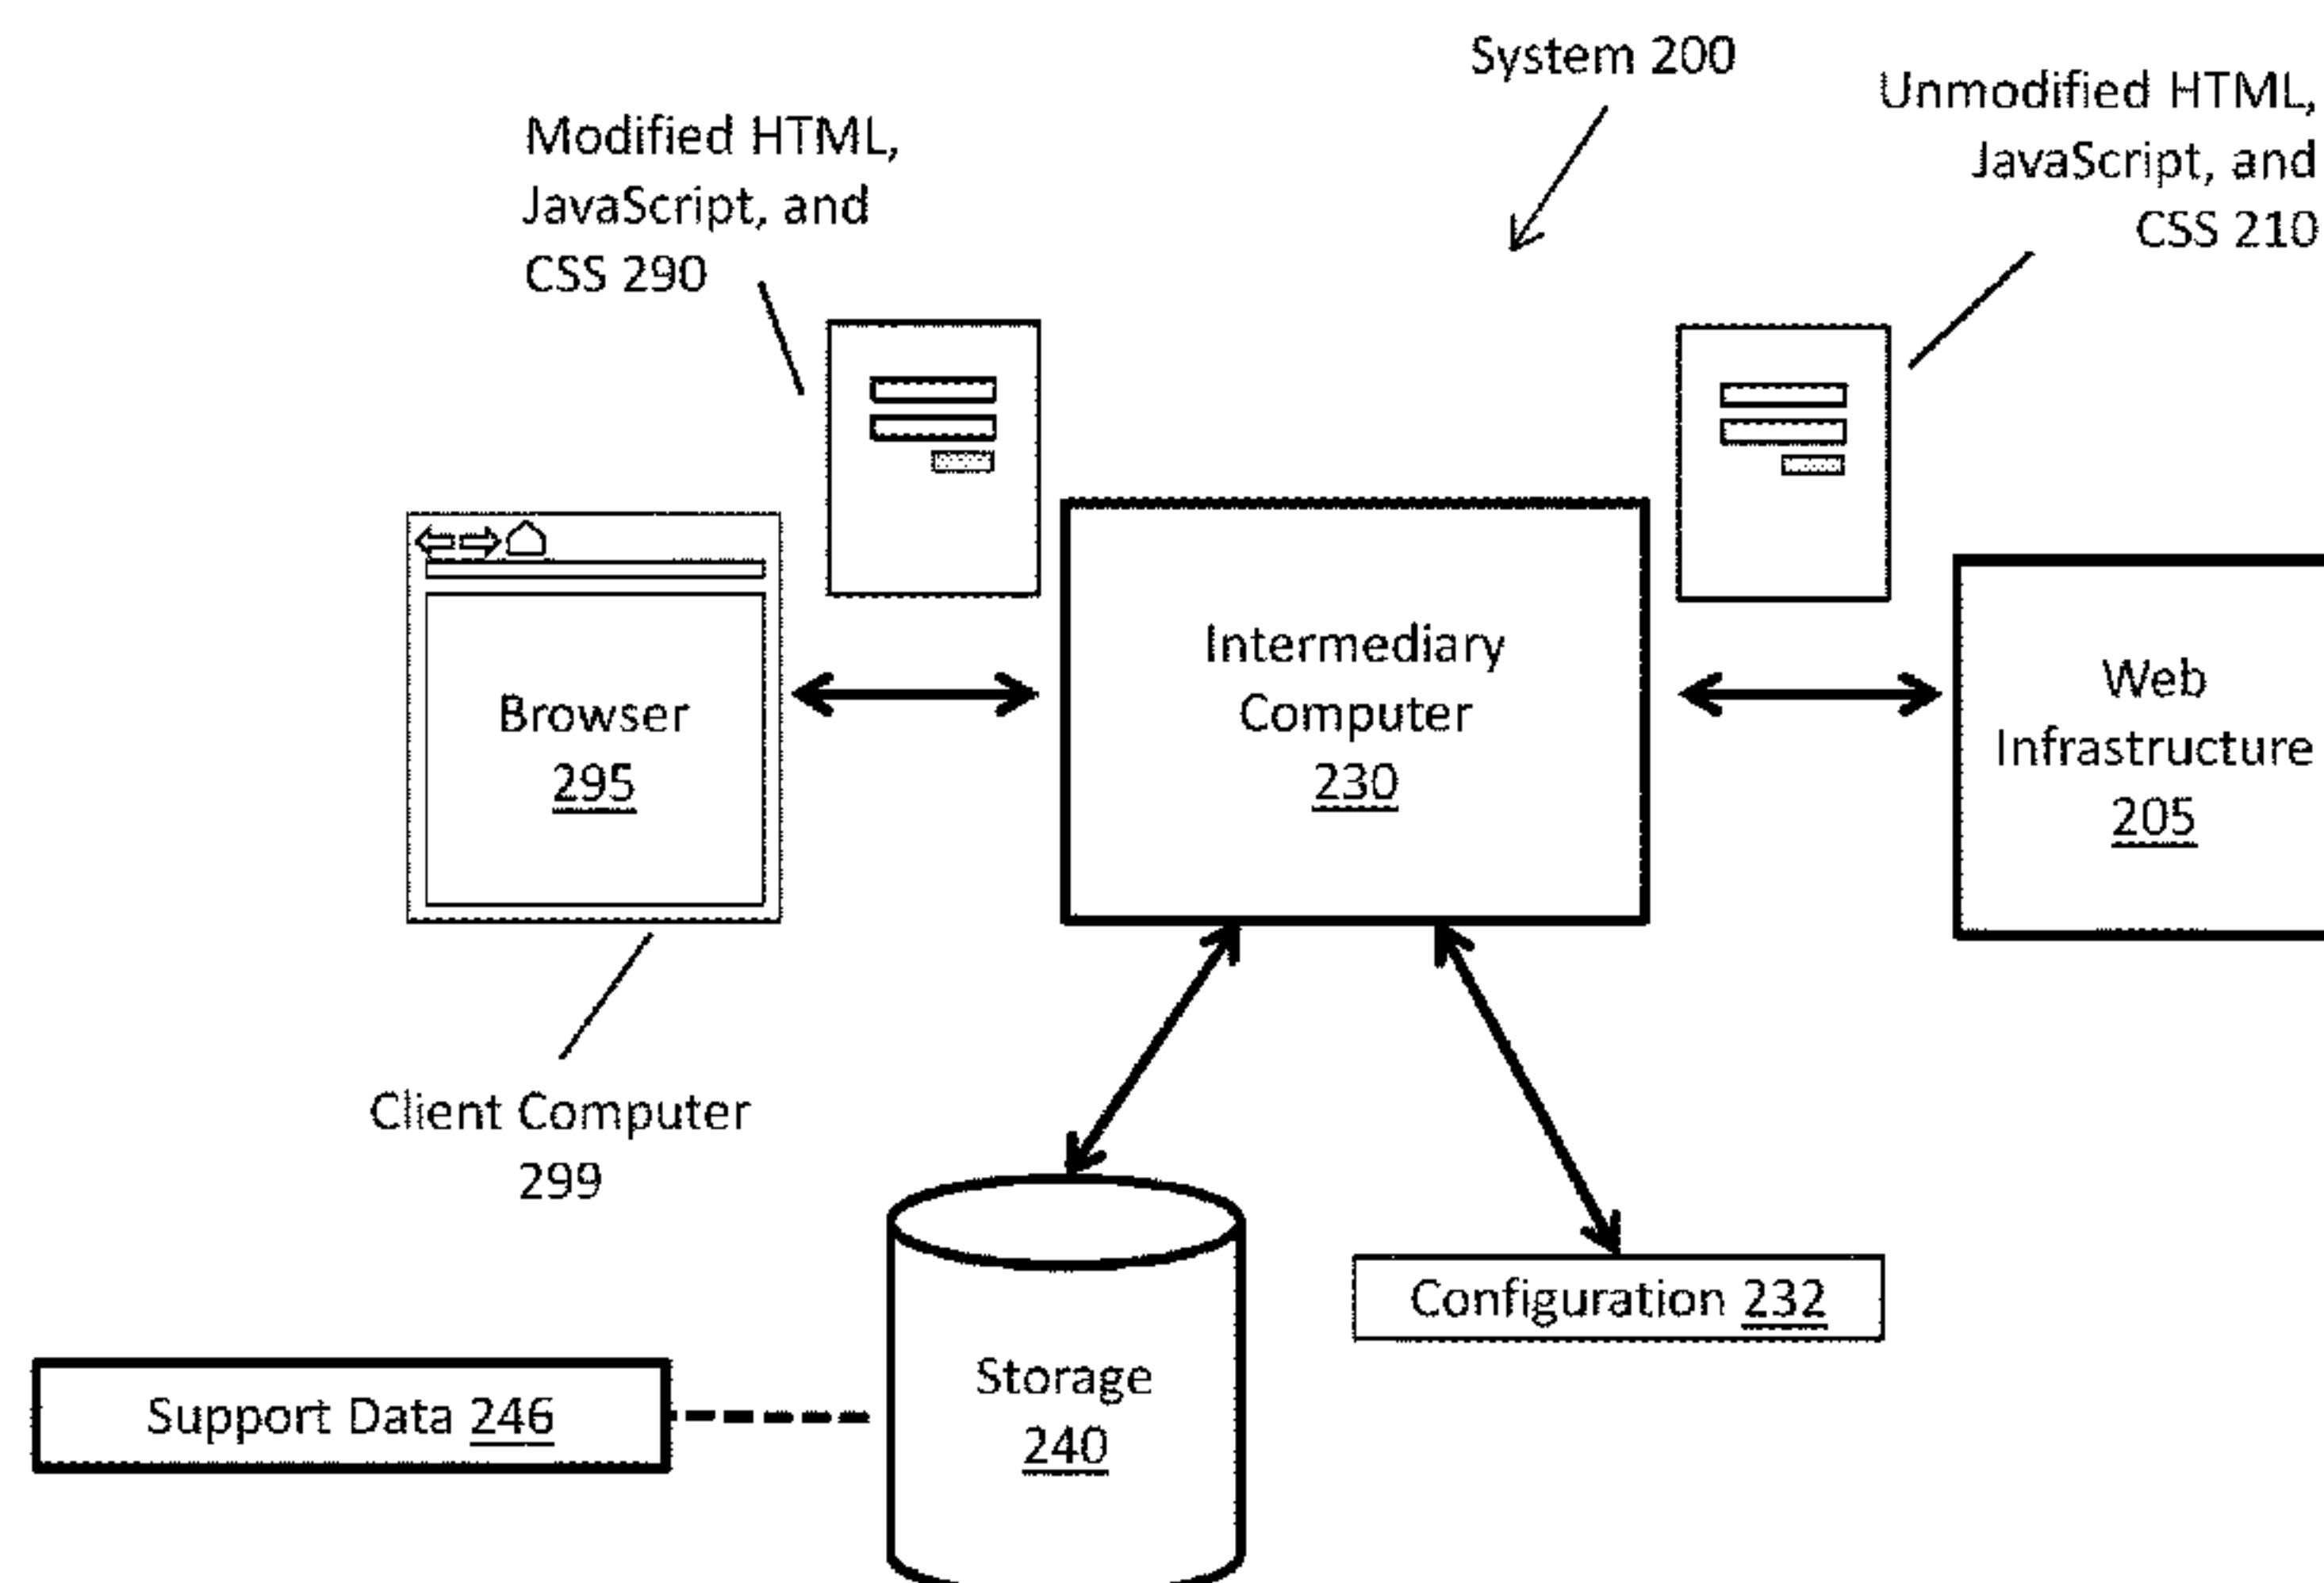 System 200
Unmodified HTML,
JavaScript, and
CSS 210
Modified HTML,
JavaScript, and
CSS 290
Browser
295
Intermediary
Computer
230
Web
Infrastructure
205
Client Computer
299
Configuration 232
Storage
240
Support Data 246